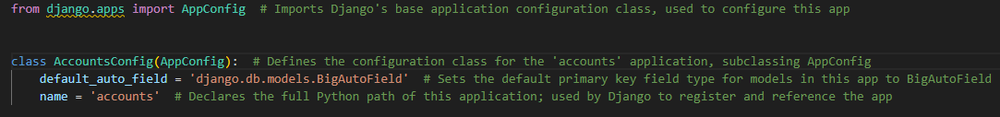 from django.apps import AppConfig  # Imports Django's base application configuration class, used to configure this app
class AccountsConfig(AppConfig):  # Defines the configuration class for the 'accounts' application, subclassing AppConfig
    default_auto_field = 'django.db.models.BigAutoField'  # Sets the default primary key field type for models in this app to BigAutoField
    name = 'accounts'  # Declares the full Python path of this application; used by Django to register and reference the app